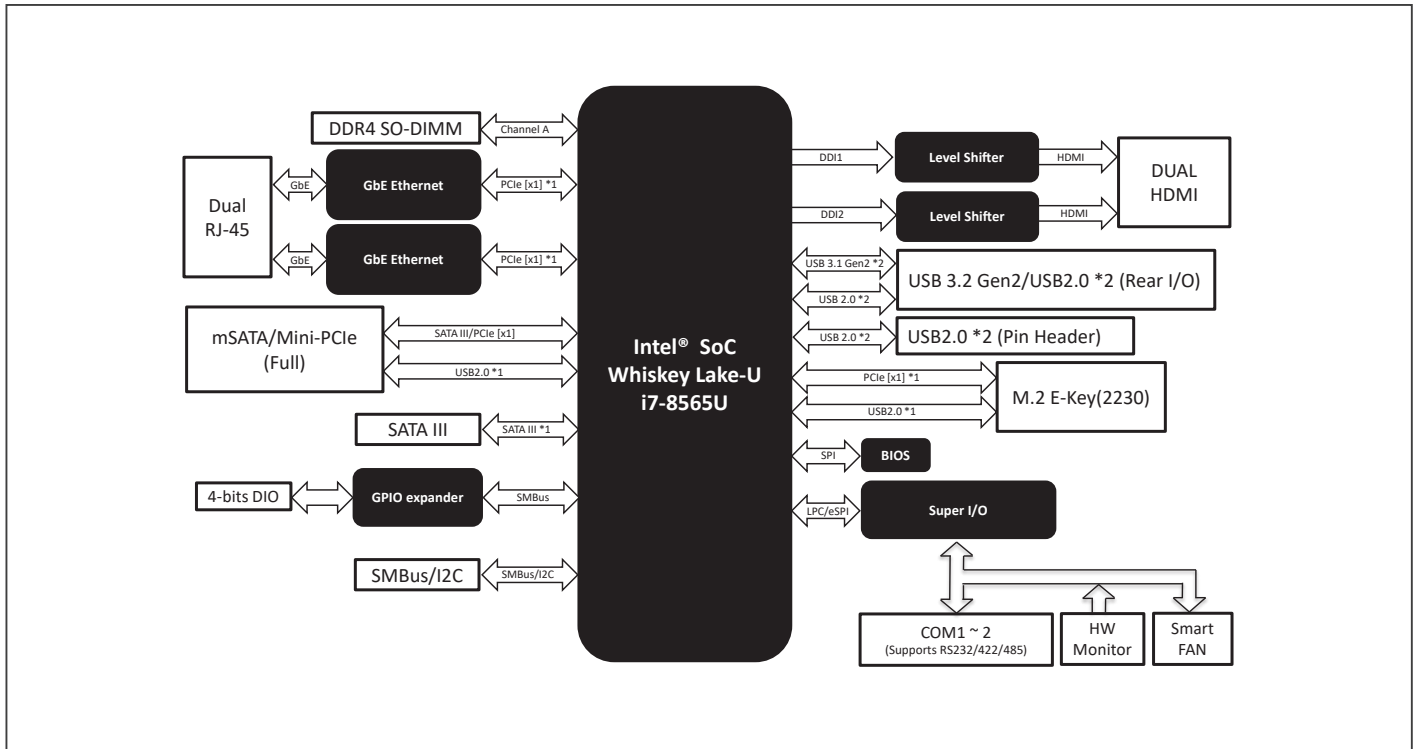 DDR4 SO-DIMM
Channel A
Dual
RJ-45
GbE
GbE Ethernet
PCIe [x1] *1
GbE
GbE Ethernet
PCIe [x1] *1
mSATA/Mini-PCIe
(Full)
SATA III/PCIe [x1]
USB2.0 *1
SATA III
SATA III *1
4-bits DIO
GPIO expander
SMBus
SMBus/I2C
SMBus/I2C
Intel® SoC
Whiskey Lake-U
i7-8565U
DDI1
Level Shifter
HDMI
DUAL
HDMI
DDI2
Level Shifter
HDMI
USB 3.1 Gen2 *2
USB 2.0 *2
USB 3.2 Gen2/USB2.0 *2 (Rear I/O)
USB 2.0 *2
USB2.0 *2 (Pin Header)
PCIe [x1] *1
USB2.0 *1
M.2 E-Key(2230)
SPI
BIOS
LPC/eSPI
Super I/O
COM1 ~ 2
(Supports RS232/422/485)
HW
Monitor
Smart
FAN